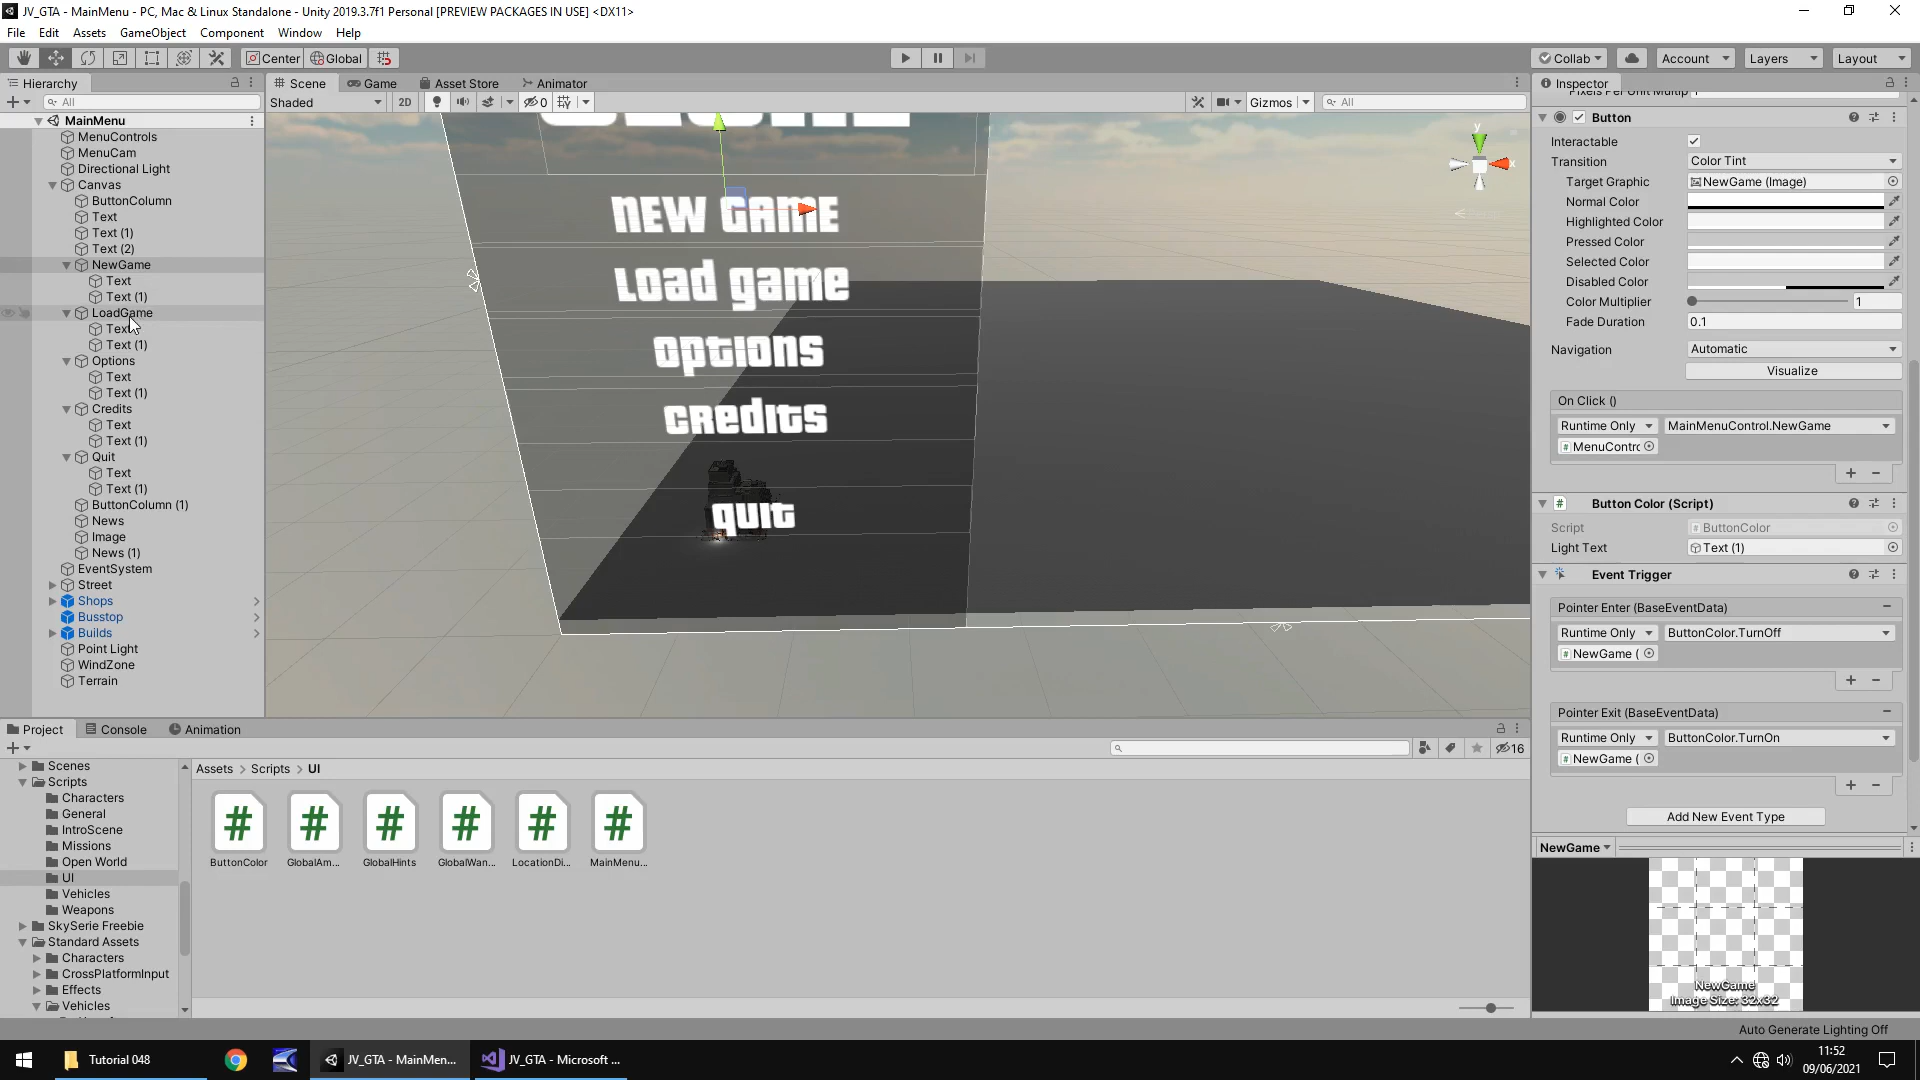 JV_GTA - MainMenu - PC, Mac & Linux Standalone - Unity 2019.3.7f1 Personal [PREVIEW PACKAGES IN USE] <DX11>
File Edit Assets GameObject Component Window Help
Center Global Collab Account Layers Layout
Hierarchy
All
MainMenu
MenuControls
MenuCam
Directional Light
Canvas
ButtonColumn
Text
Text (1)
Text (2)
NewGame
Text
Text (1)
LoadGame
Text
Text (1)
Options
Text
Text (1)
Credits
Text
Text (1)
Quit
Text
Text (1)
ButtonColumn (1)
News
Image
News (1)
EventSystem
Street
Shops
Busstop
Builds
Point Light
WindZone
Terrain
Scene Game Asset Store Animator
Shaded 2D 0 Gizmos All
y
x
NEW GAME
Load game
options
credits
quit
Inspector
Pixels Per Unit Multip 1
Button
Interactable
Transition Color Tint
Target Graphic NewGame (Image)
Normal Color
Highlighted Color
Pressed Color
Selected Color
Disabled Color
Color Multiplier 1
Fade Duration 0.1
Navigation Automatic
Visualize
On Click ()
Runtime Only MainMenuControl.NewGame
MenuContrc
Button Color (Script)
Script ButtonColor
Light Text Text (1)
Event Trigger
Pointer Enter (BaseEventData)
Runtime Only ButtonColor.TurnOff
NewGame (
Pointer Exit (BaseEventData)
Runtime Only ButtonColor.TurnOn
NewGame (
Add New Event Type
NewGame
NewGame
Image Size: 32x32
Project Console Animation
16
Scenes
Scripts
Characters
General
IntroScene
Missions
Open World
UI
Vehicles
Weapons
SkySerie Freebie
Standard Assets
Characters
CrossPlatformInput
Effects
Vehicles
Assets > Scripts > UI
ButtonColor GlobalAm... GlobalHints GlobalWan... LocationDi... MainMenu...
Auto Generate Lighting Off
Tutorial 048
JV_GTA - MainMen...
JV_GTA - Microsoft ...
11:52
09/06/2021